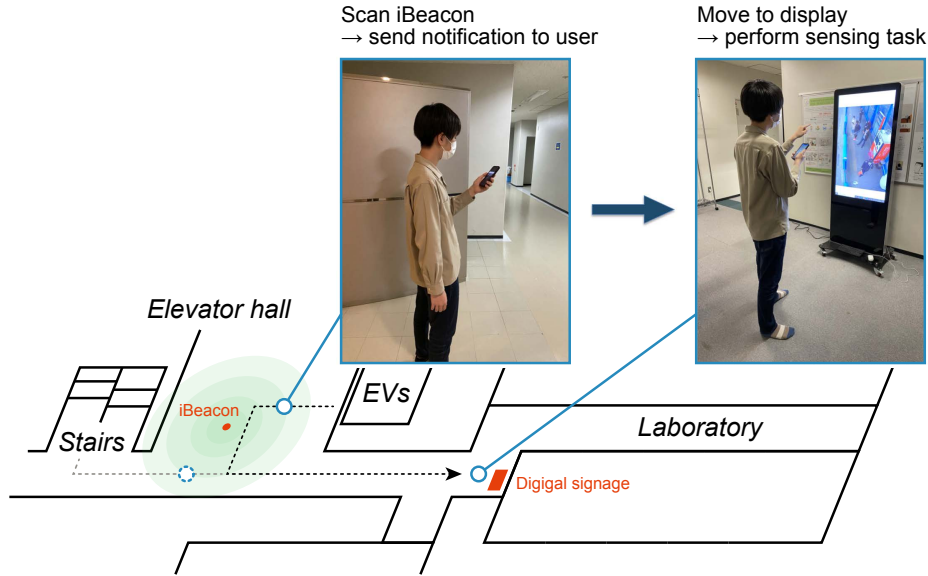 Scan iBeacon
→ send notification to user
Move to display
→ perform sensing task
Elevator hall
iBeacon
EVs
Stairs
Laboratory
Digigal signage